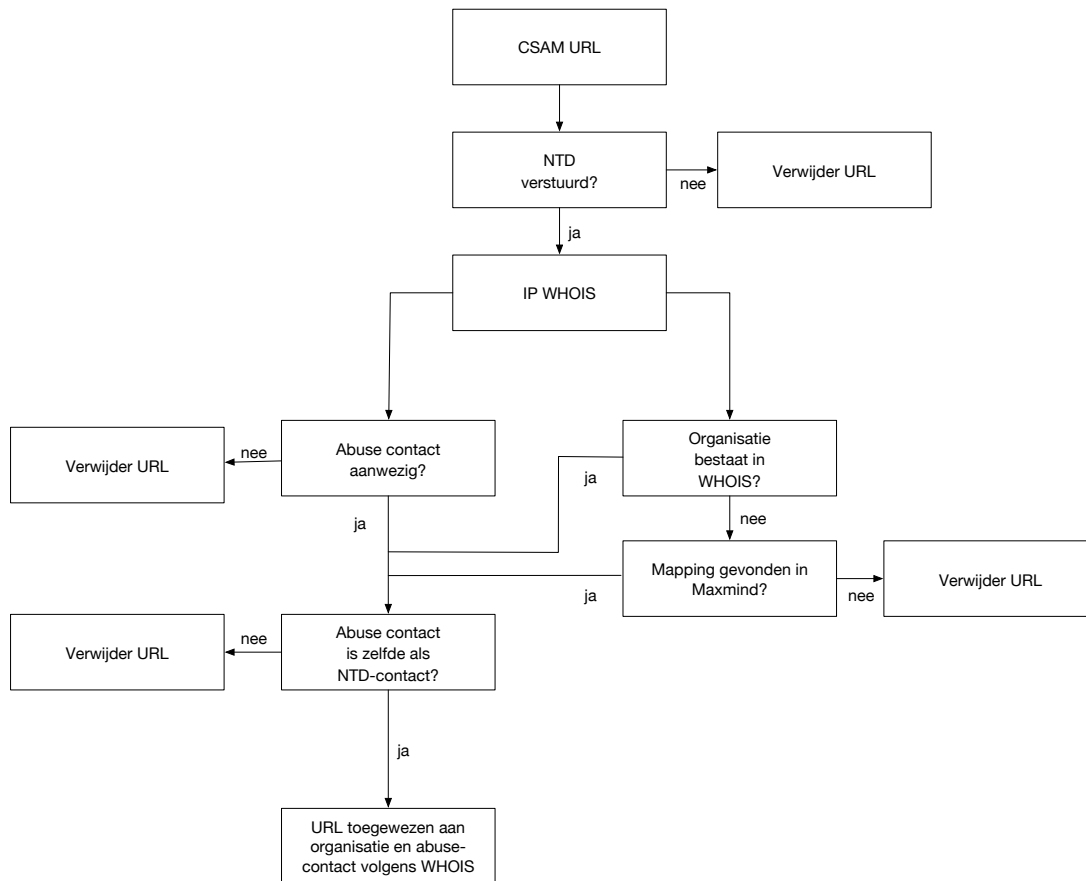 CSAM URL
NTD
verstuurd?
nee
Verwijder URL
ja
IP WHOIS
Verwijder URL
nee
Abuse contact
aanwezig?
ja
Organisatie
bestaat in
WHOIS?
ja
nee
Mapping gevonden in
Maxmind?
ja
nee
Verwijder URL
Verwijder URL
nee
Abuse contact
is zelfde als
NTD-contact?
ja
URL toegewezen aan
organisatie en abuse-
contact volgens WHOIS